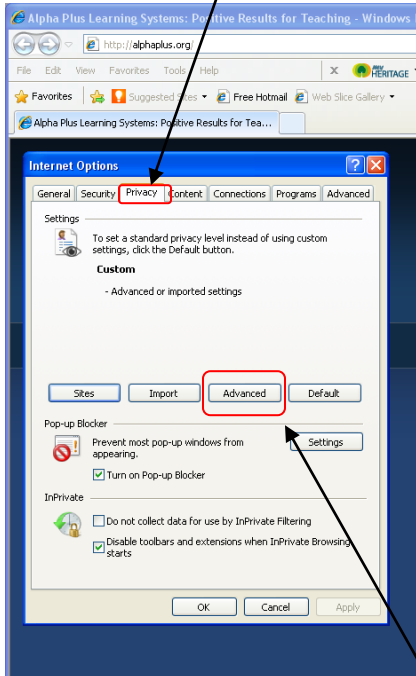 Alpha Plus Learning Systems: Positive Results for Teaching - Windows
http://alphaplus.org/
File Edit View Favorites Tools Help X MY HERITAGE
Favorites Suggested Sites Free Hotmail Web Slice Gallery
Alpha Plus Learning Systems: Positive Results for Tea...
Internet Options
General Security Privacy Content Connections Programs Advanced
Settings
To set a standard privacy level instead of using custom
settings, click the Default button.
Custom
- Advanced or imported settings
Sites Import Advanced Default
Pop-up Blocker
Prevent most pop-up windows from
appearing.
Settings
Turn on Pop-up Blocker
InPrivate
Do not collect data for use by InPrivate Filtering
Disable toolbars and extensions when InPrivate Browsing
starts
OK Cancel Apply